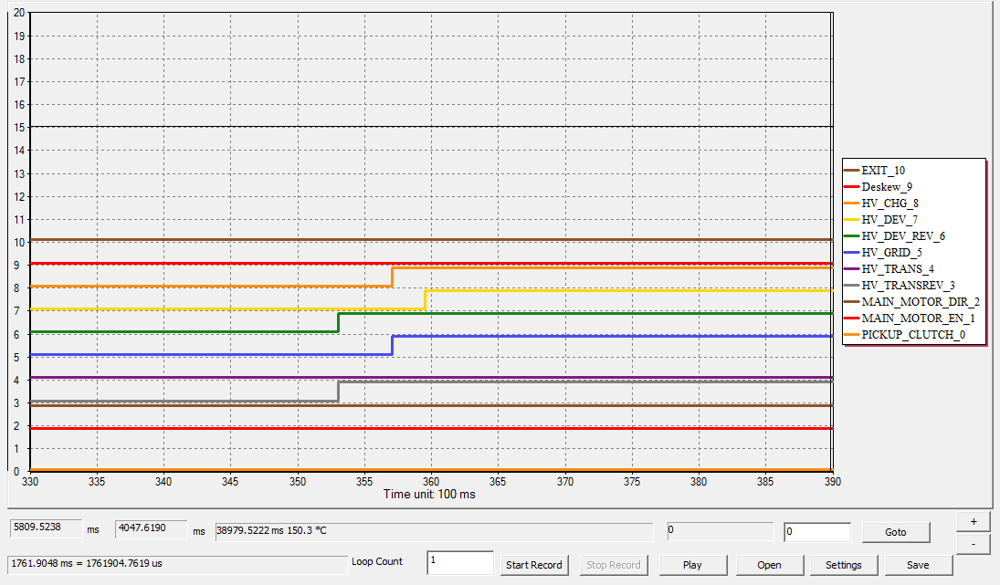 20
19
18
17
16
15
14
13
12
11
10
9
8
7
6
5
4
3
2
1
0
330 335 340 345 350 355 360 365 370 375 380 385 390
Time unit: 100 ms
EXIT_10
Deskew_9
HV_CHG_8
HV_DEV_7
HV_DEV_REV_6
HV_GRID_5
HV_TRANS_4
HV_TRANSREV_3
MAIN_MOTOR_DIR_2
MAIN_MOTOR_EN_1
PICKUP_CLUTCH_0
5809.5238 ms 4047.6190 ms 38979.5222 ms 150.3 *C 0 0 Goto +
-
1761.9048 ms = 1761904.7619 us Loop Count 1 Start Record Stop Record Play Open Settings Save